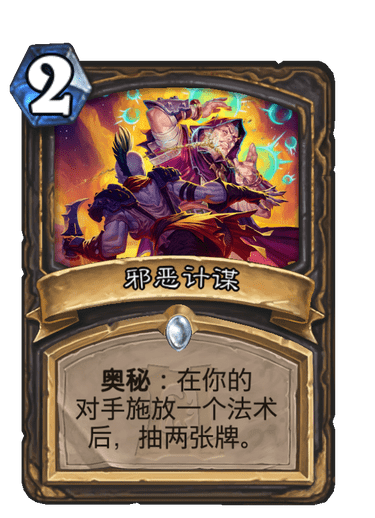 2
邪恶计谋
奥秘：在你的
对手施放一个法术
后，抽两张牌。